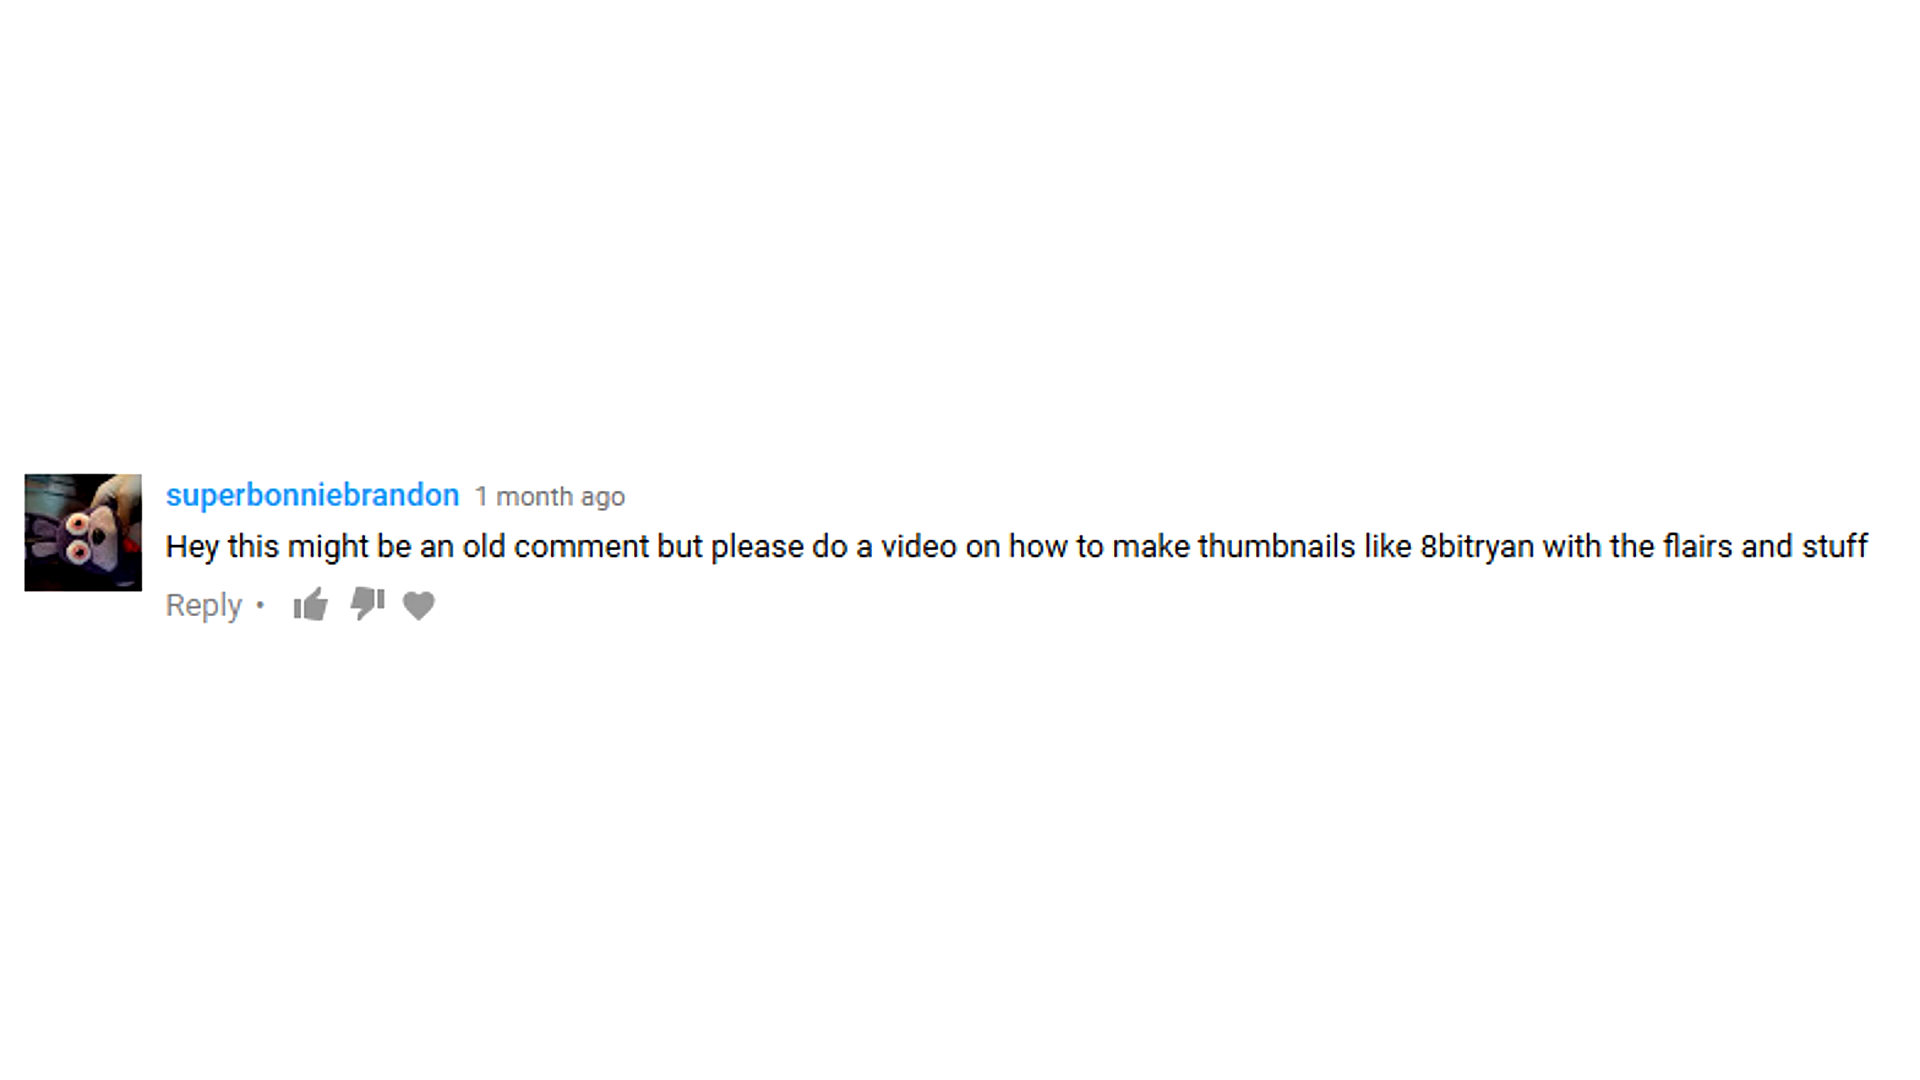 superbonniebrandon 1 month ago
Hey this might be an old comment but please do a video on how to make thumbnails like 8bitryan with the flairs and stuff
Reply •